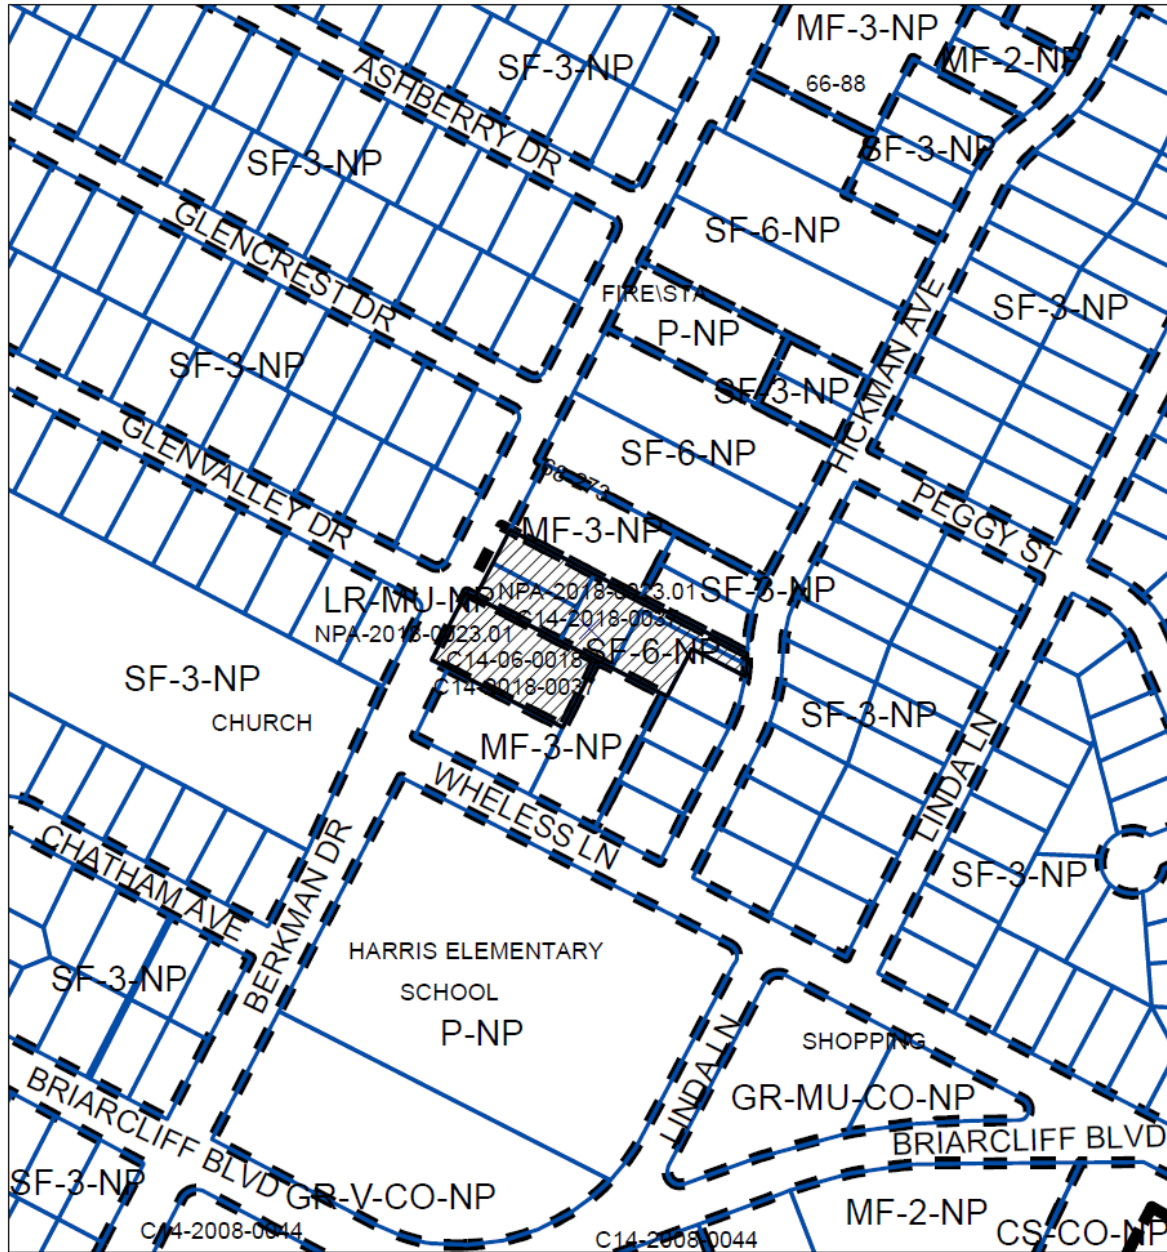 MF-3-NP
MF-2-NP
SF-3-NP
66-88
ASHBERRY DR
SF-3-NP
SF-3-NP
GLENCREST DR
SF-6-NP
FIRE\STA
SF-3-NP
P-NP
HICKMAN AVE
SF-3-NP
SF-3-NP
GLENVALLEY DR
SF-6-NP
68-273
PEGGY ST
MF-3-NP
NPA-2018-0023.01
SF-3-NP
LR-MU-NP
C14-2018-0037
NPA-2018-0023.01
SF-6-NP
C14-06-0018
C14-2018-0037
SF-3-NP
CHURCH
SF-3-NP
MF-3-NP
LINDA LN
WHELESS LN
CHATHAM AVE
BERKMAN DR
SF-3-NP
HARRIS ELEMENTARY
SCHOOL
SF-3-NP
P-NP
SHOPPING
LINDA LN
GR-MU-CO-NP
BRIARCLIFF BLVD
BRIARCLIFF BLVD
SF-3-NP
GR-V-CO-NP
MF-2-NP
C14-2008-0044
C14-2008-0044
CS-CO-NP